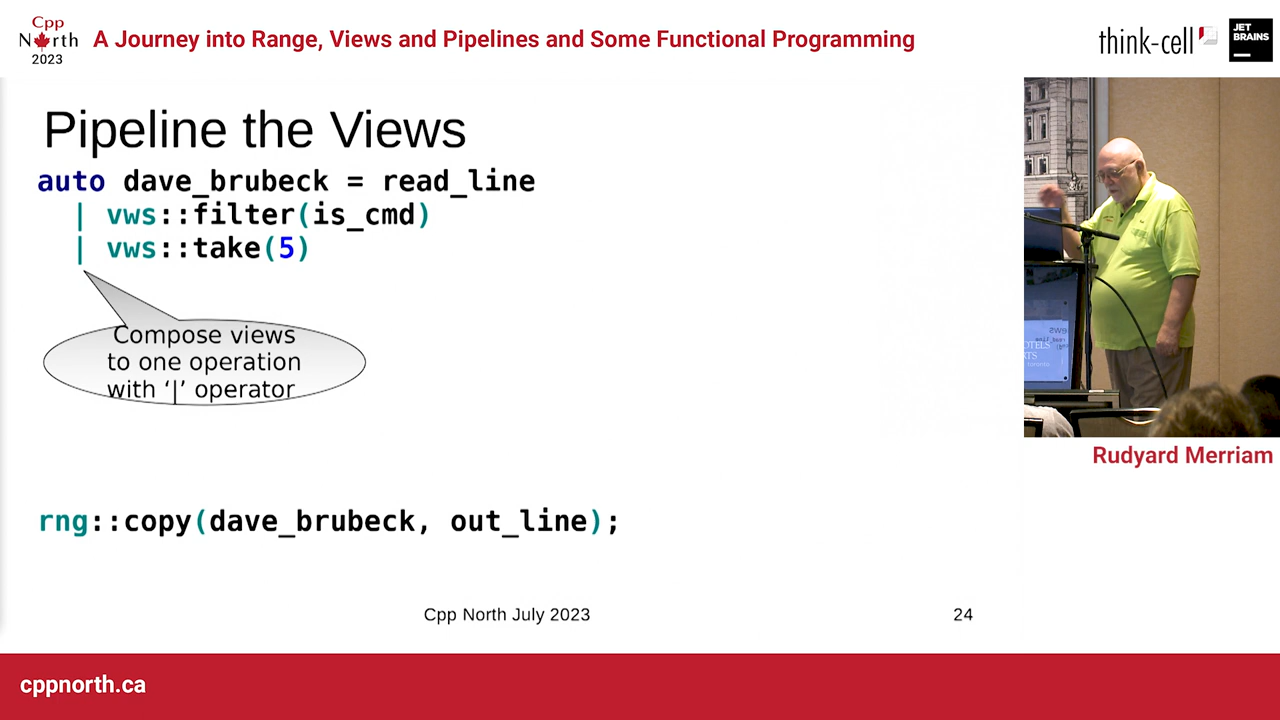 Cpp
North
2023
A Journey into Range, Views and Pipelines and Some Functional Programming
think-cell
JET
BRAINS
Pipeline the Views
auto dave_brubeck = read_line
| vws::filter(is_cmd)
| vws::take(5)
Compose views
to one operation
with ‘|’ operator
rng::copy(dave_brubeck, out_line);
Cpp North July 2023
24
Rudyard Merriam
cppnorth.ca